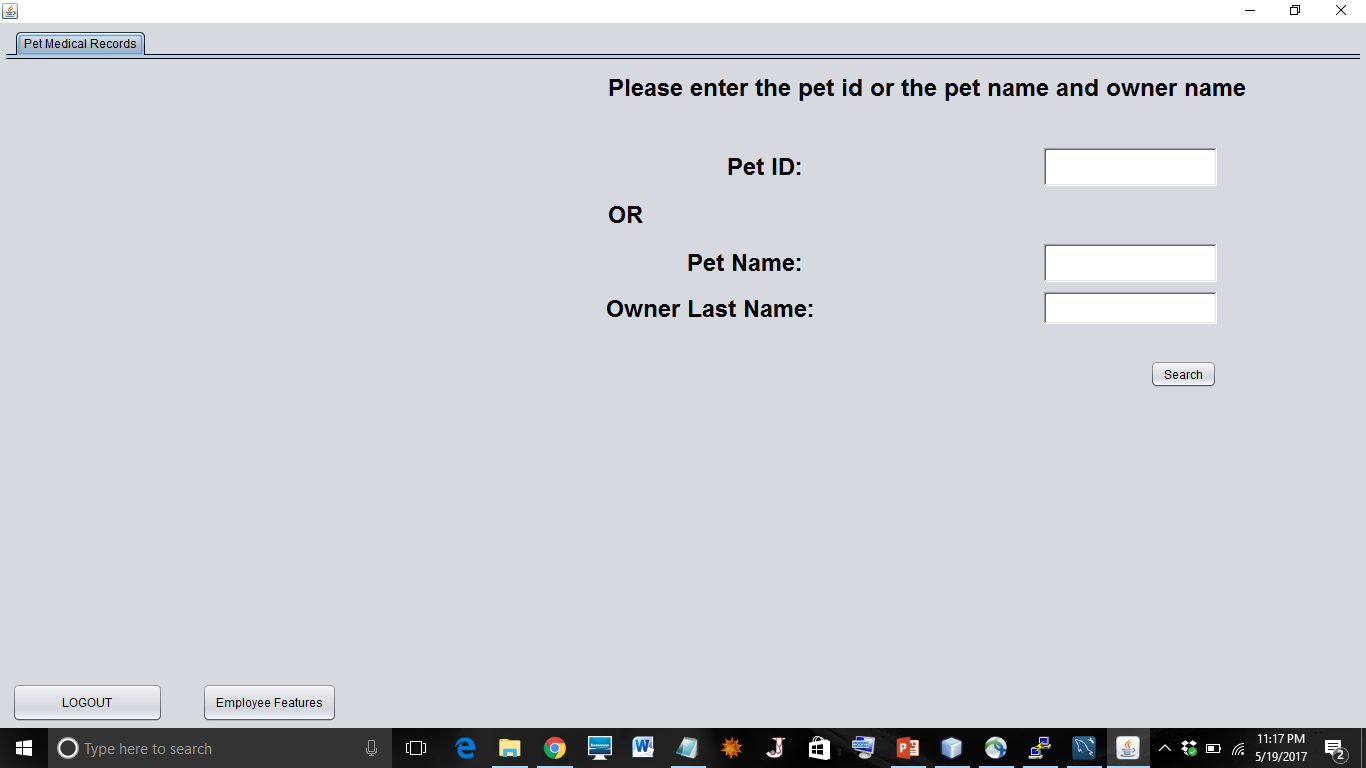 Pet Medical Records
Please enter the pet id or the pet name and owner name
Pet ID:
OR
Pet Name:
Owner Last Name:
Search
LOGOUT
Employee Features
Type here to search
11:17 PM
5/19/2017
2